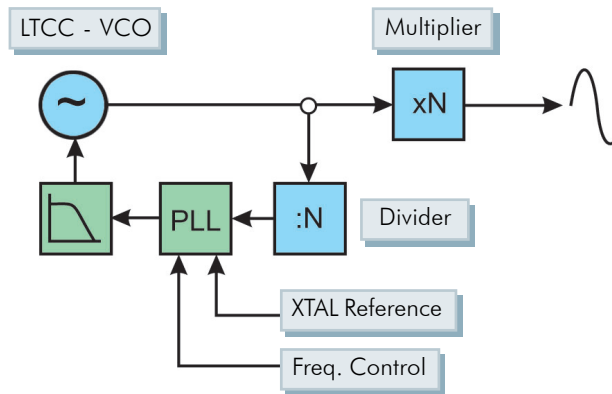 LTCC - VCO
Multiplier
~
xN
PLL
:N
Divider
XTAL Reference
Freq. Control